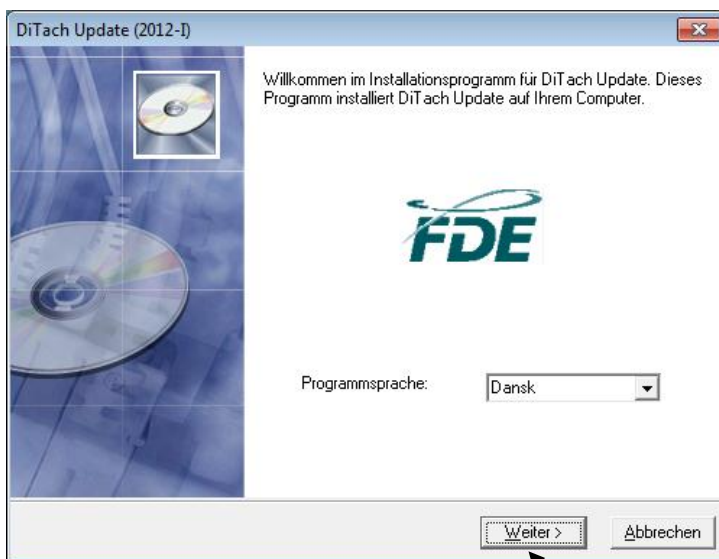 DiTach Update (2012-I)
Willkommen im Installationsprogramm für DiTach Update. Dieses
Programm installiert DiTach Update auf Ihrem Computer.
FDE
Programmsprache:
Dansk
Weiter >
Abbrechen